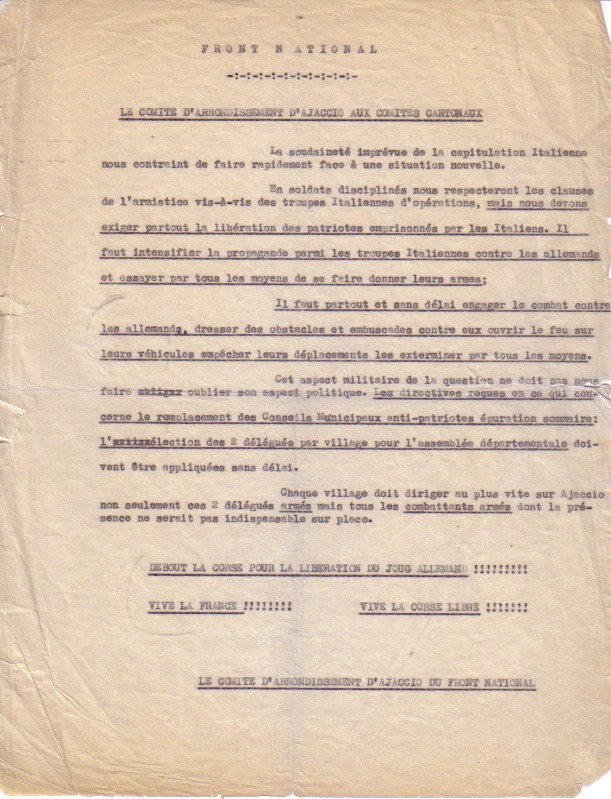 FRONT NATIONAL
-:-:-:-:-:-:-:-:-:-:-
LE COMITE D'ARRONDISSEMENT D'AJACCIO AUX COMITES CANTONAUX
La soudaineté imprévue de la capitulation Italienne
nous contraint de faire rapidement face à une situation nouvelle.
En soldats disciplinés nous respecteront les clauses
de l'armistice vis-à-vis des troupes Italiennes d'opérations, mais nous devons
exiger partout la libération des patriotes emprisonnés par les Italiens. Il
faut intensifier la propagande parmi les troupes Italiennes contre les allemands
et essayer par tous les moyens de se faire donner leurs armes;
Il faut partout et sans délai engager le combat contre
les allemands, dresser des obstacles et embuscades contre eux ouvrir le feu sur
leurs véhicules empêcher leurs déplacements les exterminer par tous les moyens.
Cet aspect militaire de la question ne doit pas nous
faire oublier son aspect politique. Les directives reçues en ce qui con-
cerne le remplacement des Conseils Municipaux anti-patriotes épuration sommaire:
l'élection des 2 délégués par village pour l'assemblée départementale doi-
vent être appliquées sans délai.
Chaque village doit diriger au plus vite sur Ajaccio
non seulement ces 2 délégués armés mais tous les combattants armés dont la pré-
sence ne serait pas indispensable sur place.
DEBOUT LA CORSE POUR LA LIBERATION DU JOUG ALLEMAND !!!!!!!!!
VIVE LA FRANCE !!!!!!!! VIVE LA CORSE LIBRE !!!!!!!
LE COMITE D'ARRONDISSEMENT D'AJACCIO DU FRONT NATIONAL